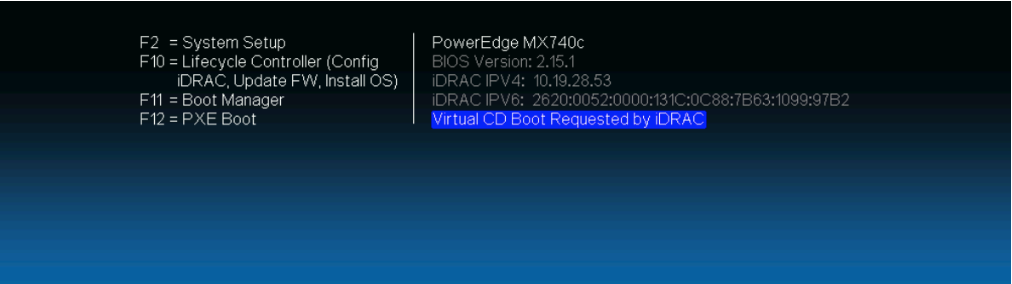 F2 = System Setup
F10 = Lifecycle Controller (Config
iDRAC, Update FW, Install OS)
F11 = Boot Manager
F12 = PXE Boot
PowerEdge MX740c
BIOS Version: 2.15.1
iDRAC IPV4: 10.19.28.53
iDRAC IPV6: 2620:0052:0000:131C:0C88:7B63:1099:97B2
Virtual CD Boot Requested by iDRAC